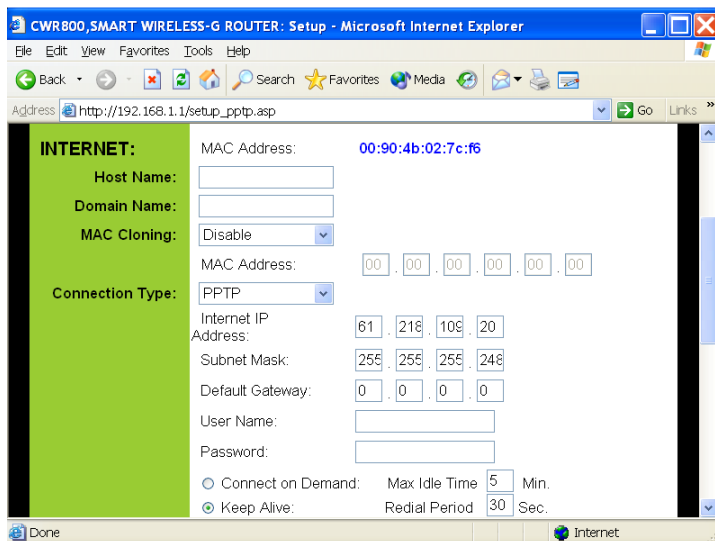 CWR800,SMART WIRELESS-G ROUTER: Setup - Microsoft Internet Explorer
File Edit View Favorites Tools Help
Back Search Favorites Media
Address http://192.168.1.1/setup_pptp.asp Go Links »
INTERNET: MAC Address: 00:90:4b:02:7c:f6
Host Name:
Domain Name:
MAC Cloning: Disable
MAC Address: 00 . 00 . 00 . 00 . 00 . 00
Connection Type: PPTP
Internet IP
Address: 61 . 218 . 109 . 20
Subnet Mask: 255 . 255 . 255 . 248
Default Gateway: 0 . 0 . 0 . 0
User Name:
Password:
Connect on Demand: Max Idle Time 5 Min.
Keep Alive: Redial Period 30 Sec.
Done Internet